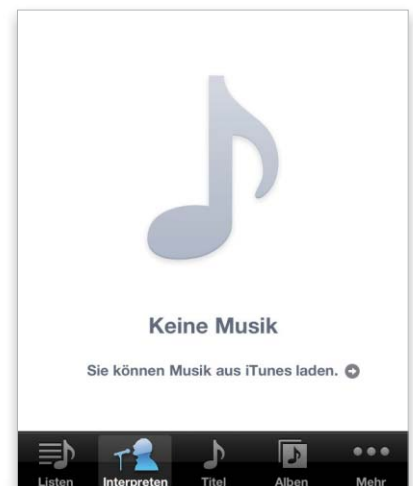 Keine Musik
Sie können Musik aus iTunes laden.
Listen Interpreten Titel Alben Mehr